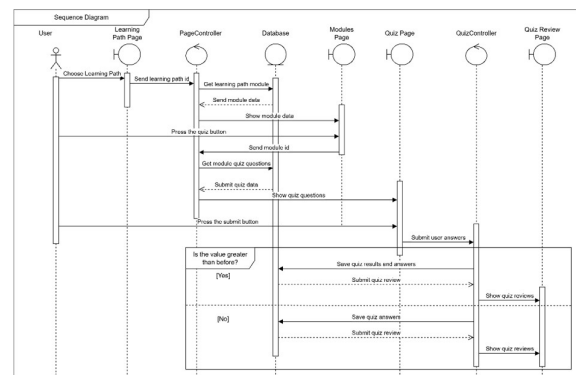 Sequence Diagram
User
Learning
Path Page
PageController
Database
Modules
Page
Quiz Page
QuizController
Quiz Review
Page
Choose Learning Path
Send learning path id
Get learning path module
Send module data
Show module data
Press the quiz button
Send module id
Get module quiz questions
Submit quiz data
Show quiz questions
Press the submit button
Submit user answers
Is the value greater
than before?
[Yes]
Save quiz results end answers
Submit quiz review
Show quiz reviews
[No]
Save quiz answers
Submit quiz review
Show quiz reviews